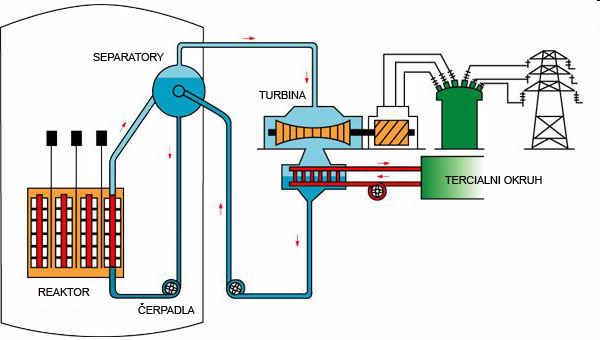 SEPARATORY
TURBINA
TERCIALNI OKRUH
REAKTOR
ČERPADLA